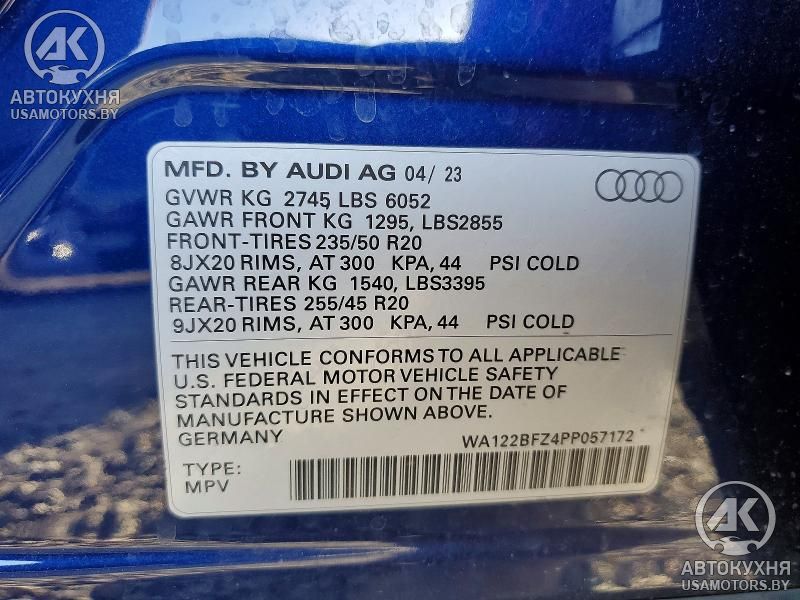 АК
АВТОКУХНЯ
USAMOTORS.BY
MFD. BY AUDI AG 04/ 23
GVWR KG 2745 LBS 6052
GAWR FRONT KG 1295, LBS2855
FRONT-TIRES 235/50 R20
8JX20 RIMS, AT 300 KPA, 44 PSI COLD
GAWR REAR KG 1540, LBS3395
REAR-TIRES 255/45 R20
9JX20 RIMS, AT 300 KPA, 44 PSI COLD
THIS VEHICLE CONFORMS TO ALL APPLICABLE
U.S. FEDERAL MOTOR VEHICLE SAFETY
STANDARDS IN EFFECT ON THE DATE OF
MANUFACTURE SHOWN ABOVE.
GERMANY WA122BFZ4PP057172
TYPE:
MPV
АК
АВТОКУХНЯ
USAMOTORS.BY